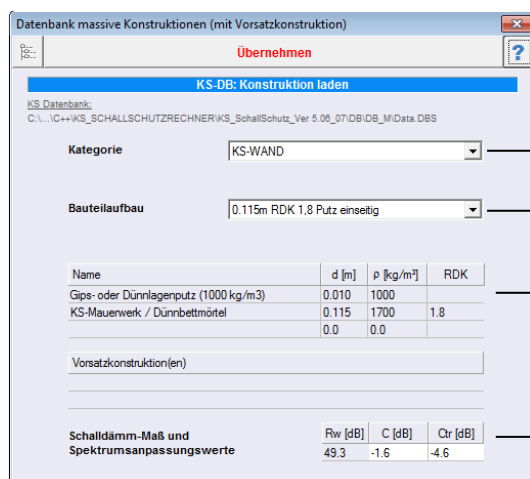 Datenbank massive Konstruktionen (mit Vorsatzkonstruktion)
Übernehmen
?
KS-DB: Konstruktion laden
KS Datenbank:
C:\...\C++\KS_SCHALLSCHUTZRECHNER\KS_SchallSchutz_Ver 5.06_07\DB\DB_M\Data.DBS
Kategorie KS-WAND
Bauteilaufbau 0.115m RDK 1,8 Putz einseitig
Name d [m] ρ [kg/m³] RDK
Gips- oder Dünnlagenputz (1000 kg/m3) 0.010 1000
KS-Mauerwerk / Dünnbettmörtel 0.115 1700 1.8
0.0 0.0
Vorsatzkonstruktion(en)
Schalldämm-Maß und Rw [dB] C [dB] Ctr [dB]
Spektrumsanpassungswerte 49.3 -1.6 -4.6